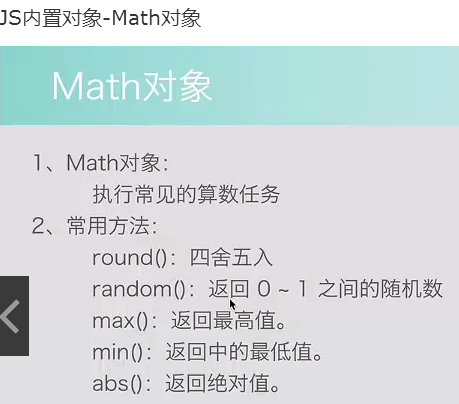 JS内置对象-Math对象
Math对象
1、Math对象：
执行常见的算数任务
2、常用方法：
round()：四舍五入
random()：返回 0 ~ 1 之间的随机数
max()：返回最高值。
min()：返回中的最低值。
abs()：返回绝对值。